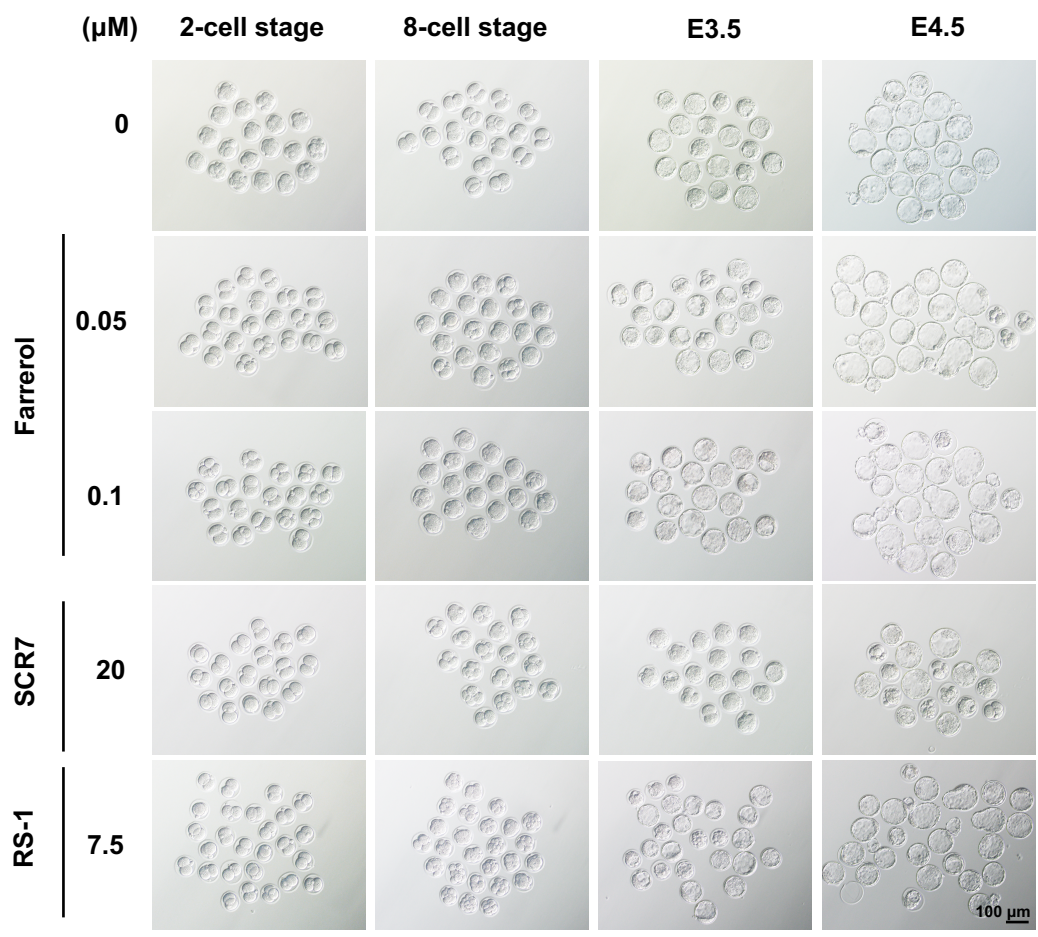 (μM) 2-cell stage 8-cell stage E3.5 E4.5
0
Farrerol
0.05
0.1
SCR7
20
RS-1
7.5
100 μm